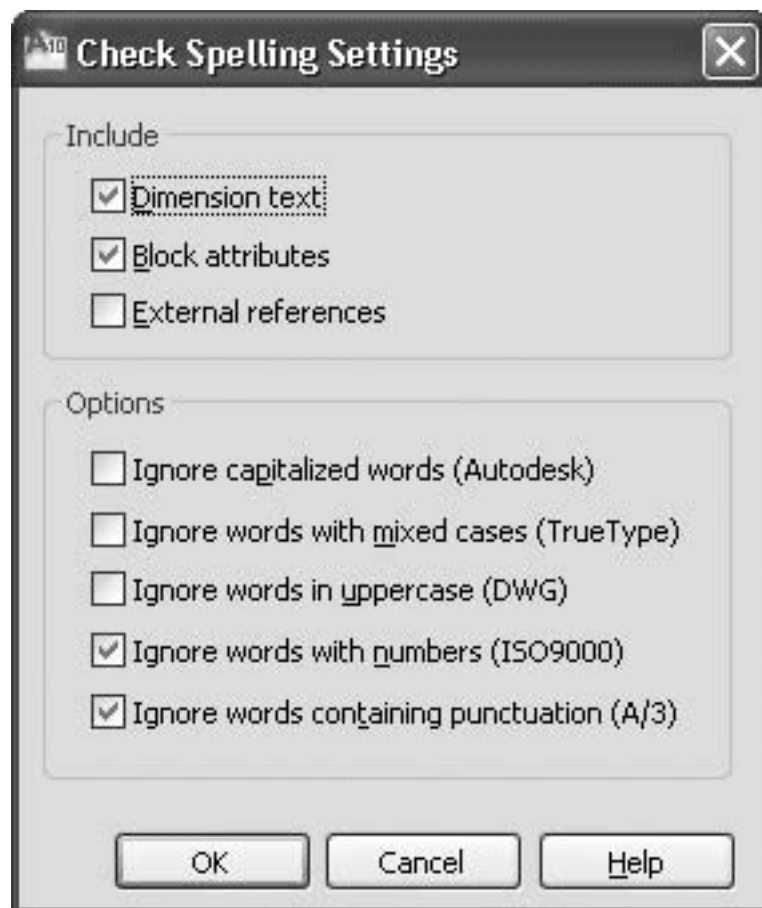 Check Spelling Settings
Include
Dimension text
Block attributes
External references
Options
Ignore capitalized words (Autodesk)
Ignore words with mixed cases (TrueType)
Ignore words in uppercase (DWG)
Ignore words with numbers (ISO9000)
Ignore words containing punctuation (A/3)
OK Cancel Help